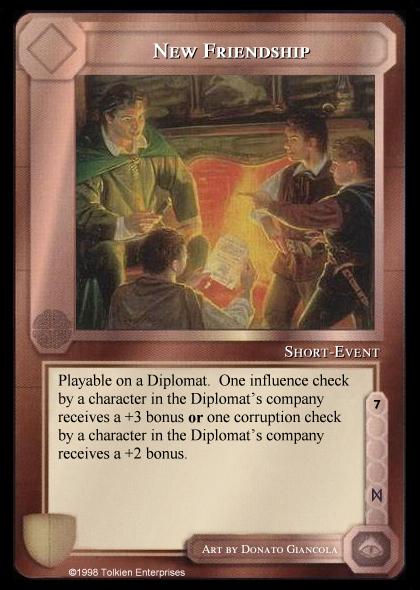 New Friendship
Short-Event
Playable on a Diplomat. One influence check
by a character in the Diplomat's company
receives a +3 bonus or one corruption check
by a character in the Diplomat's company
receives a +2 bonus.
7
ᛞ
Art by Donato Giancola
©1998 Tolkien Enterprises